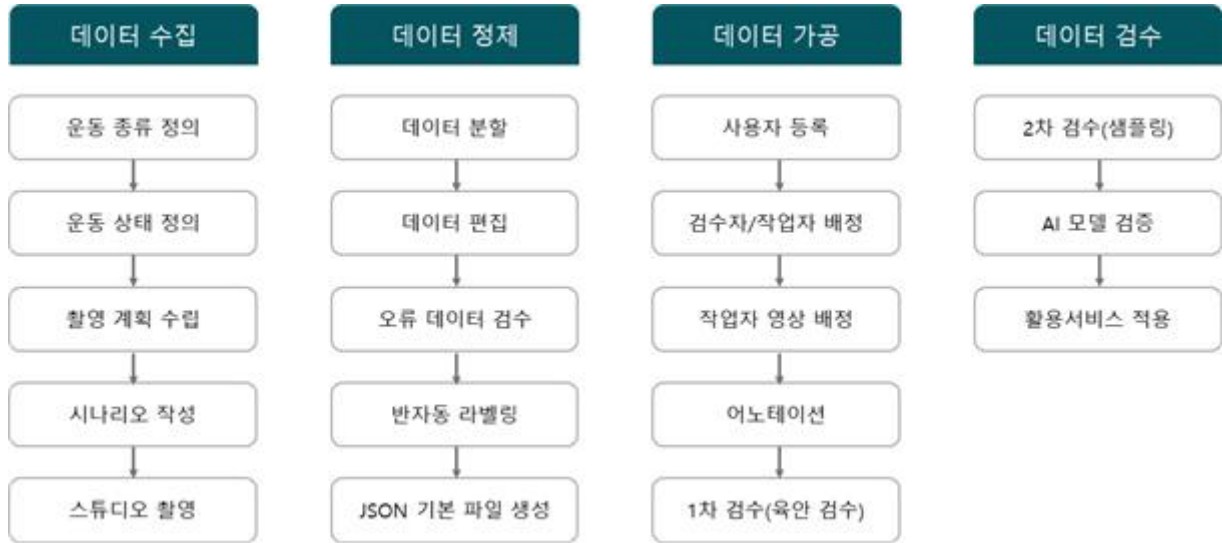 데이터 수집
운동 종류 정의
운동 상태 정의
촬영 계획 수립
시나리오 작성
스튜디오 촬영
데이터 정제
데이터 분할
데이터 편집
오류 데이터 검수
반자동 라벨링
JSON 기본 파일 생성
데이터 가공
사용자 등록
검수자/작업자 배정
작업자 영상 배정
어노테이션
1차 검수(육안 검수)
데이터 검수
2차 검수(샘플링)
AI 모델 검증
활용서비스 적용